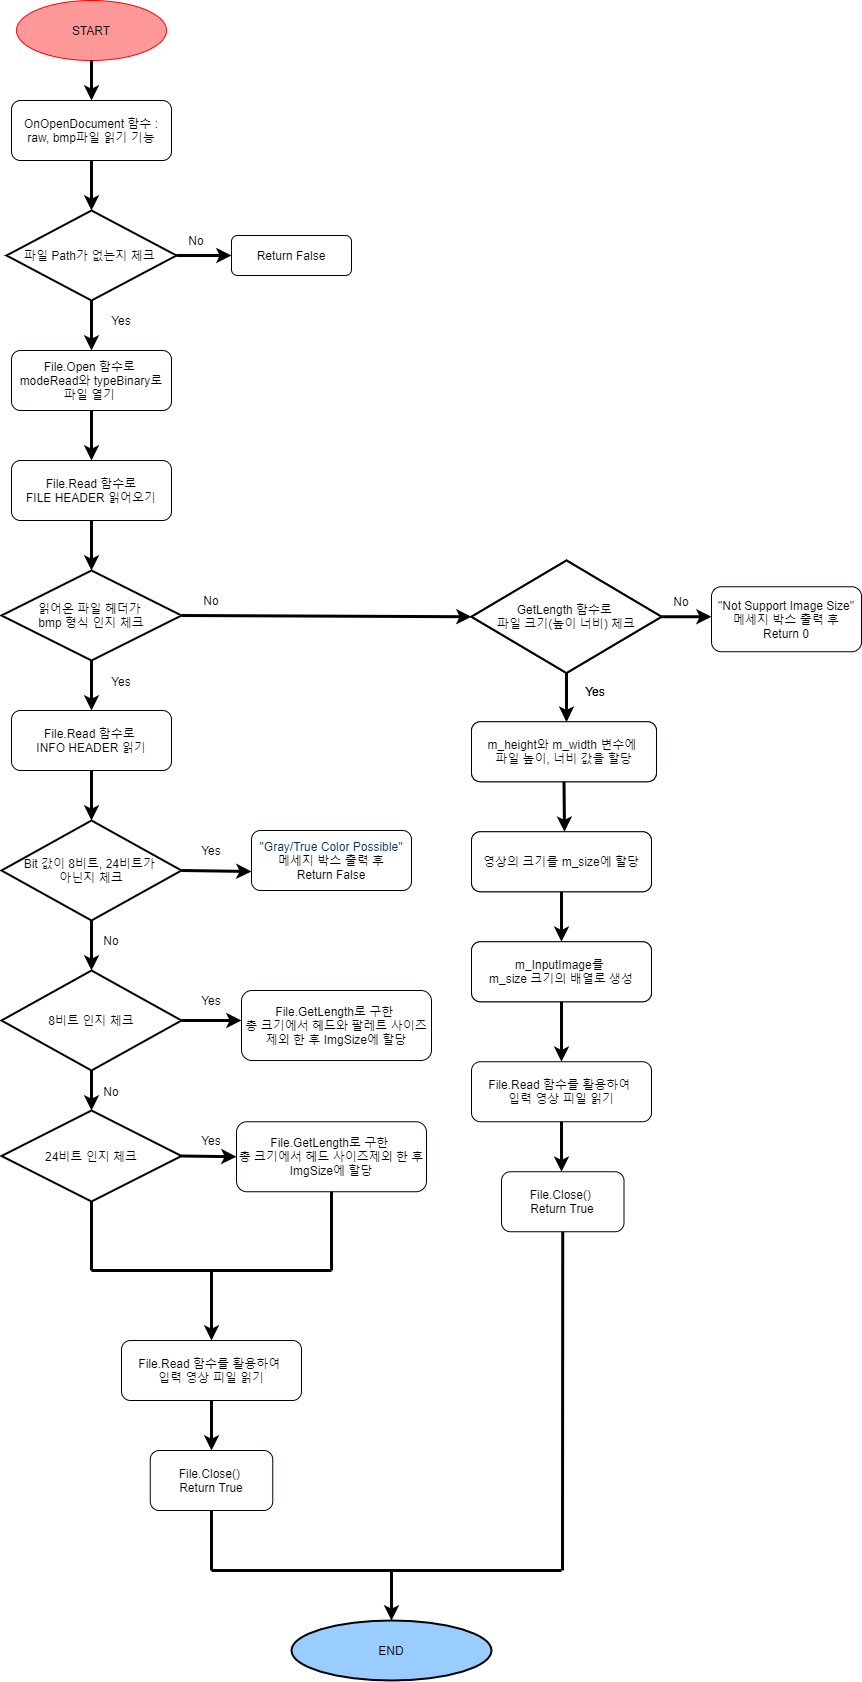 START
OnOpenDocument 함수 :
raw, bmp파일 읽기 기능
파일 Path가 없는지 체크
No
Return False
Yes
File.Open 함수로
modeRead와 typeBinary로
파일 열기
File.Read 함수로
FILE HEADER 읽어오기
읽어온 파일 헤더가
bmp 형식 인지 체크
No
GetLength 함수로
파일 크기(높이 너비) 체크
No
"Not Support Image Size"
메세지 박스 출력 후
Return 0
Yes
Yes
File.Read 함수로
INFO HEADER 읽기
m_height와 m_width 변수에
파일 높이, 너비 값을 할당
Bit 값이 8비트, 24비트가
아닌지 체크
Yes
"Gray/True Color Possible"
메세지 박스 출력 후
Return False
영상의 크기를 m_size에 할당
No
m_InputImage를
m_size 크기의 배열로 생성
8비트 인지 체크
Yes
File.GetLength로 구한
총 크기에서 헤드와 팔레트 사이즈
제외 한 후 ImgSize에 할당
No
File.Read 함수를 활용하여
입력 영상 피일 읽기
24비트 인지 체크
Yes
File.GetLength로 구한
총 크기에서 헤드 사이즈제외 한 후
ImgSize에 할당
File.Close()
Return True
File.Read 함수를 활용하여
입력 영상 피일 읽기
File.Close()
Return True
END